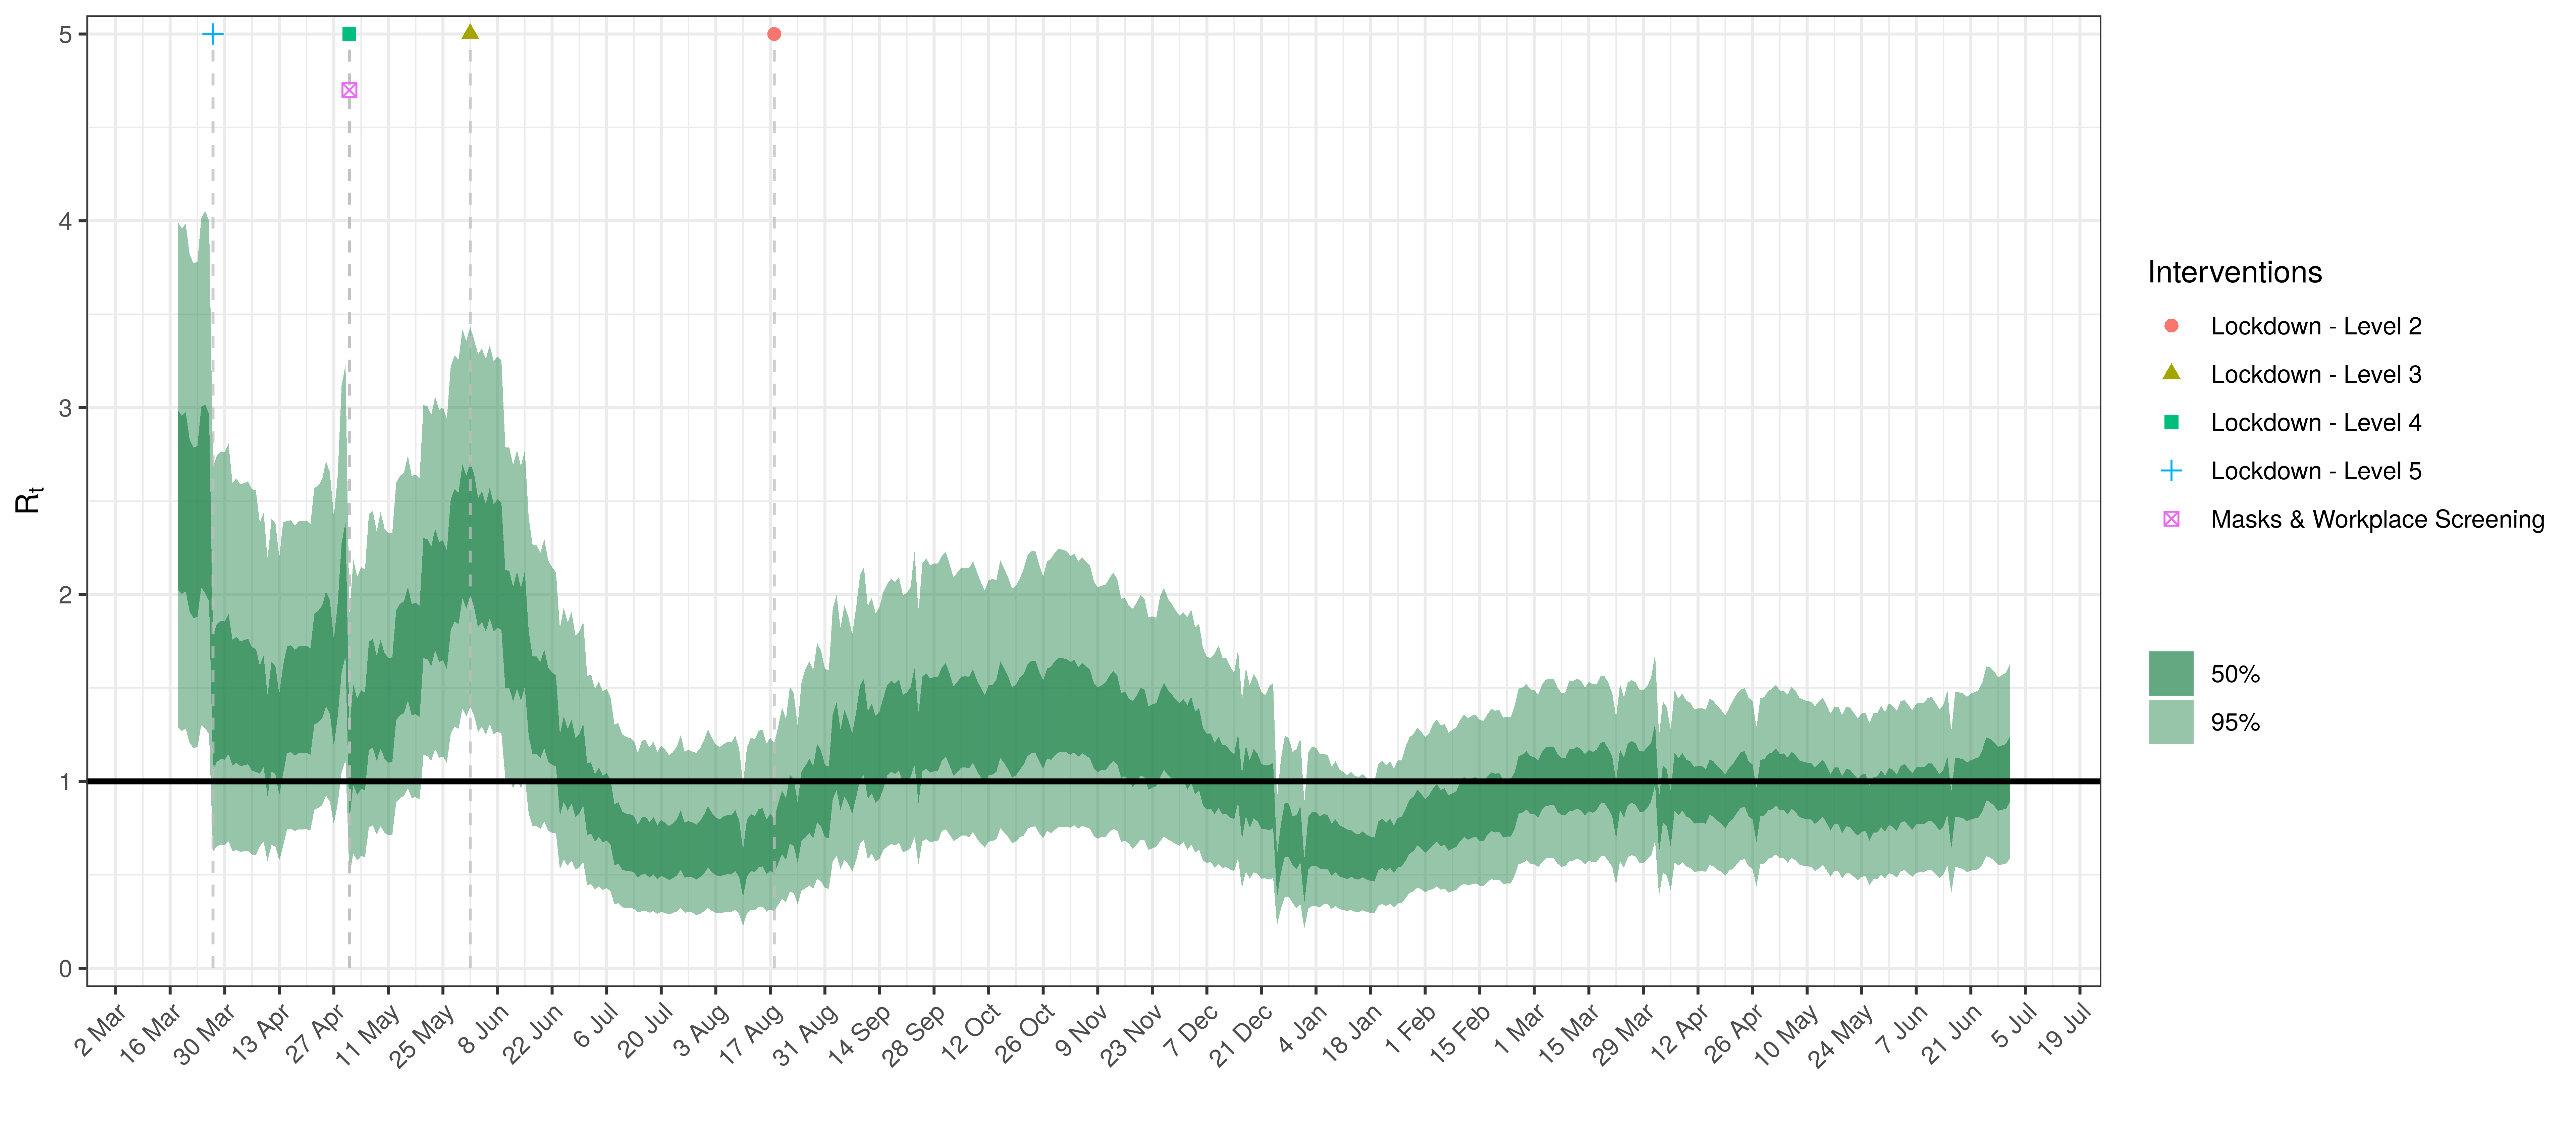 5
4
3
2
1
0
Rt
2 Mar
16 Mar
30 Mar
13 Apr
27 Apr
11 May
25 May
8 Jun
22 Jun
6 Jul
20 Jul
3 Aug
17 Aug
31 Aug
14 Sep
28 Sep
12 Oct
26 Oct
9 Nov
23 Nov
7 Dec
21 Dec
4 Jan
18 Jan
1 Feb
15 Feb
1 Mar
15 Mar
29 Mar
12 Apr
26 Apr
10 May
24 May
7 Jun
21 Jun
5 Jul
19 Jul
Interventions
Lockdown - Level 2
Lockdown - Level 3
Lockdown - Level 4
Lockdown - Level 5
Masks & Workplace Screening
50%
95%